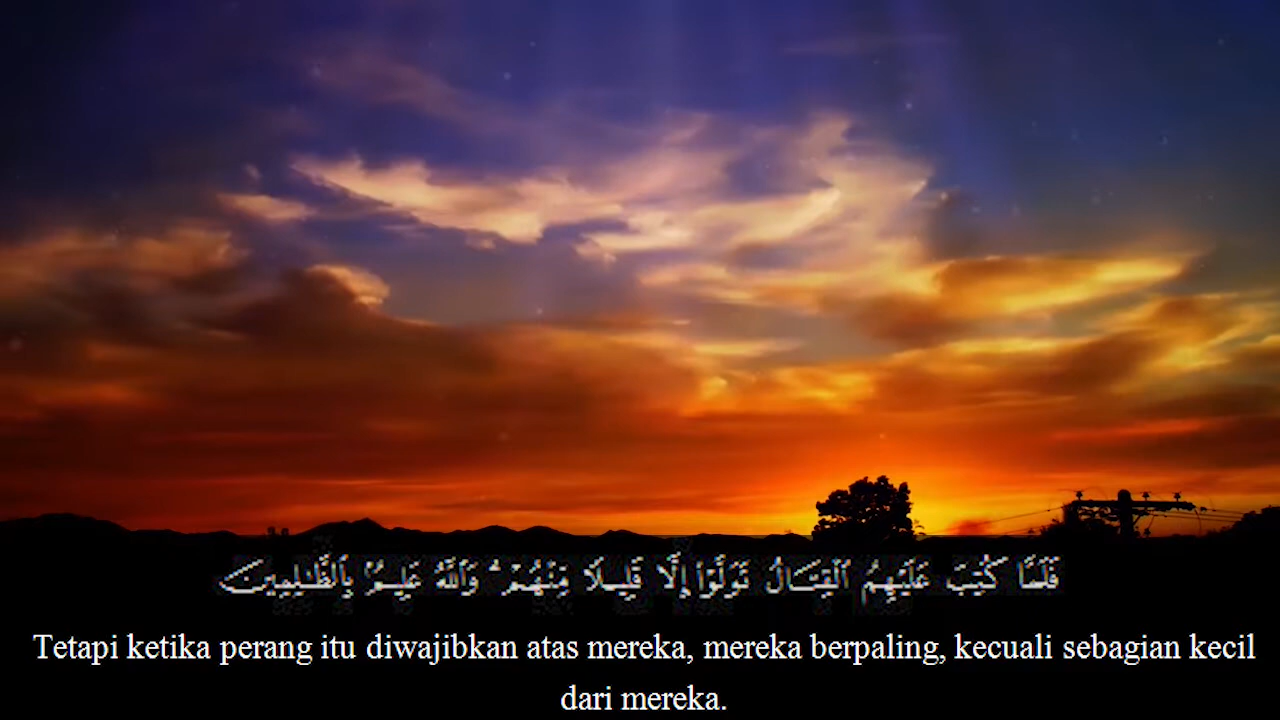 فَلَمَّا كُتِبَ عَلَيْهِمُ ٱلْقِتَالُ تَوَلَّوْا۟ إِلَّا قَلِيلًا مِّنْهُمْ ۗ وَٱللَّهُ عَلِيمٌۢ بِٱلظَّـٰلِمِينَ
Tetapi ketika perang itu diwajibkan atas mereka, mereka berpaling, kecuali sebagian kecil
dari mereka.